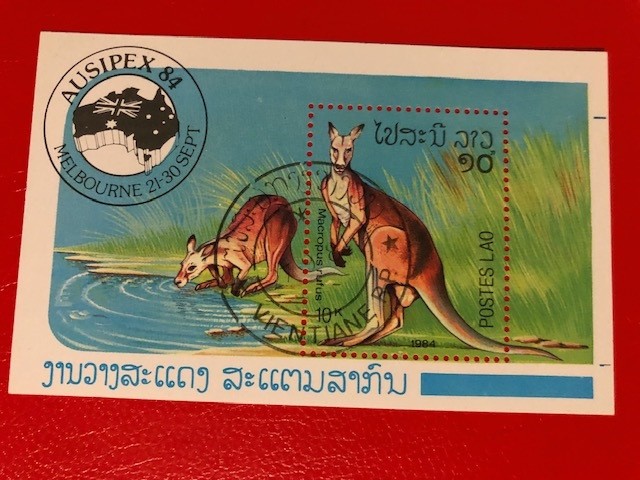 AUSIPEX 84
MELBOURNE 21-30 SEPT
ໄປສະນີ ລາວ
໑໐
Macropus rufus
10K
POSTES LAO
1984
VIENTIANE
ງານວາງສະແດງ ສະແຕມສາກົນ